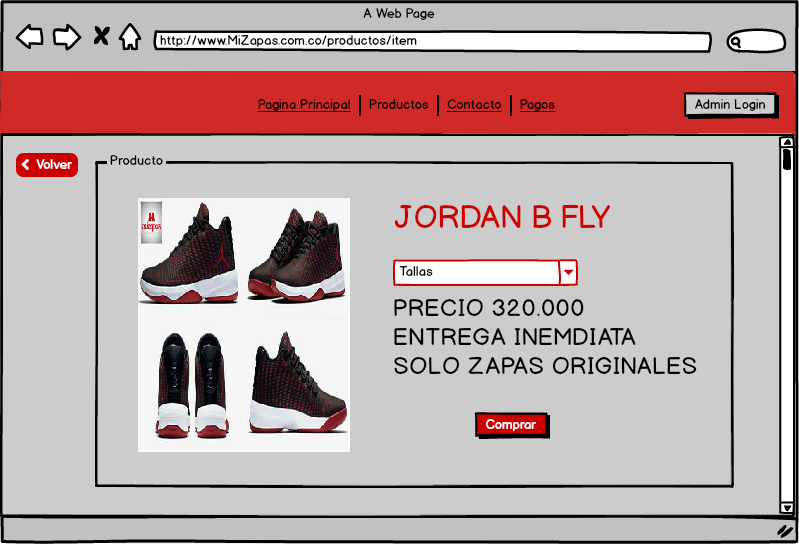 A Web Page
http://www.MiZapas.com.co/productos/item
Pagina Principal Productos Contacto Pagos
Admin Login
Volver
Producto
JORDAN B FLY
Tallas
PRECIO 320.000
ENTREGA INEMDIATA
SOLO ZAPAS ORIGINALES
Comprar